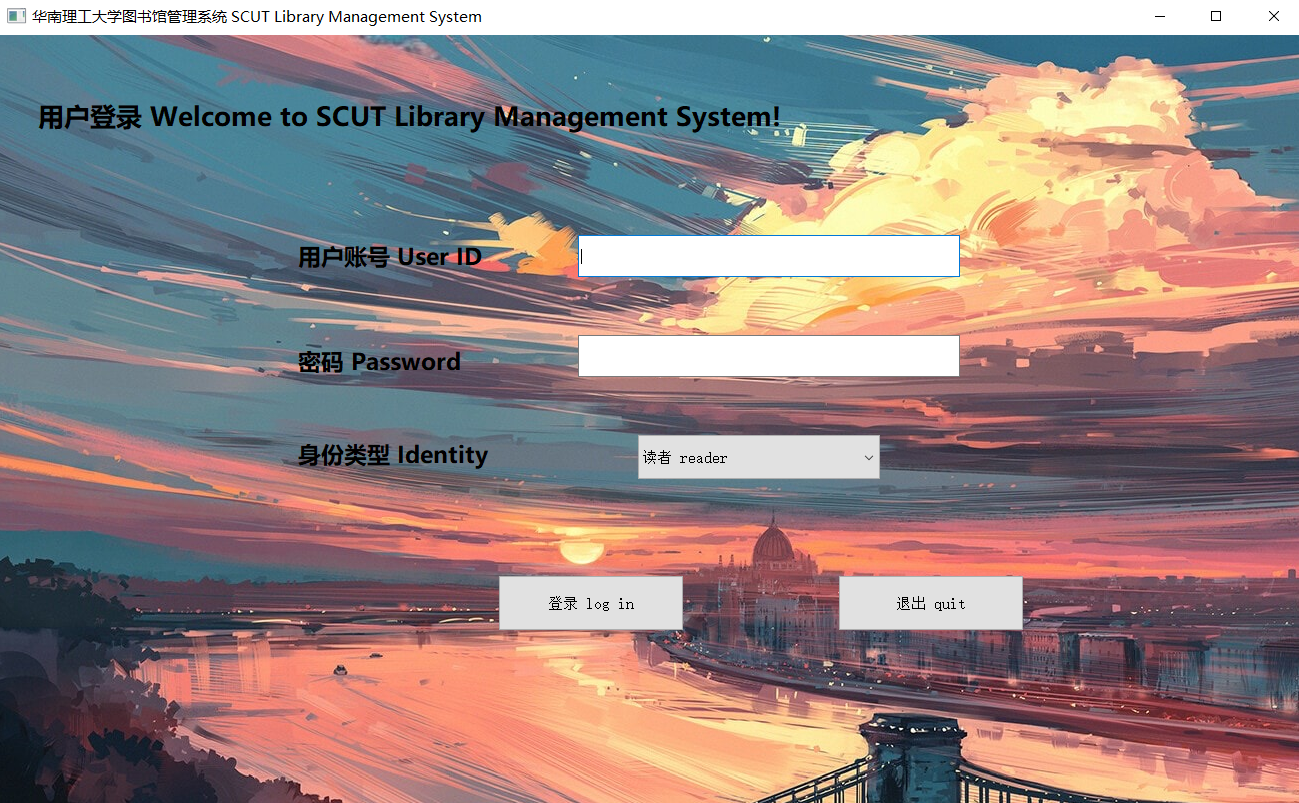 华南理工大学图书馆管理系统 SCUT Library Management System
用户登录 Welcome to SCUT Library Management System!
用户账号 User ID
密码 Password
身份类型 Identity
读者 reader
登录 log in
退出 quit